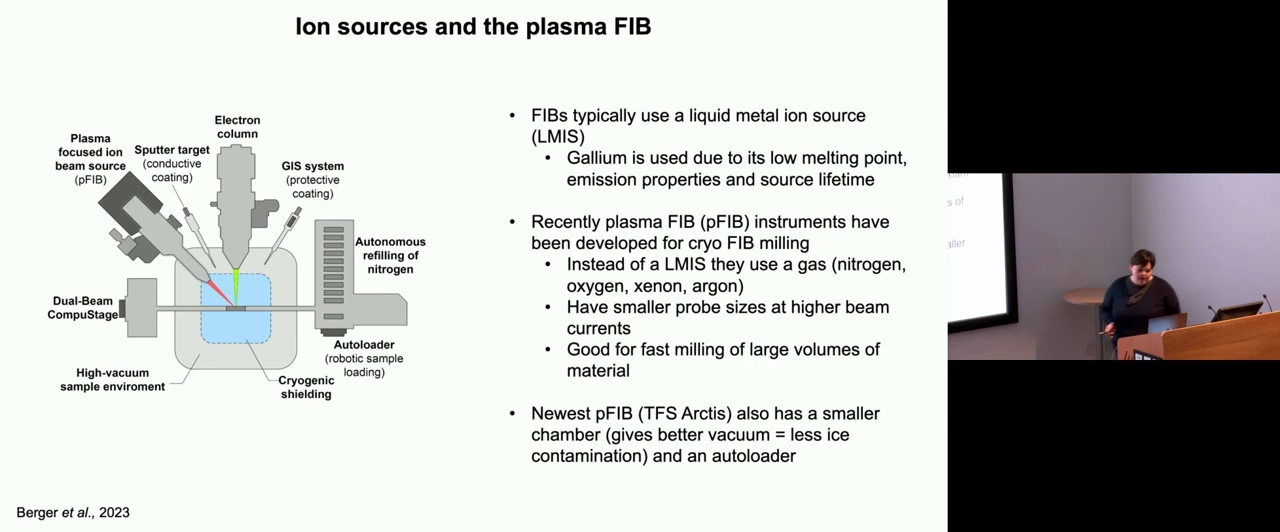 Ion sources and the plasma FIB
Electron
column
Plasma
focused ion
beam source
(pFIB)
Sputter target
(conductive
coating)
GIS system
(protective
coating)
Autonomous
refilling of
nitrogen
Dual-Beam
CompuStage
Autoloader
(robotic sample
loading)
High-vacuum
sample enviroment
Cryogenic
shielding
• FIBs typically use a liquid metal ion source
(LMIS)
• Gallium is used due to its low melting point,
emission properties and source lifetime
• Recently plasma FIB (pFIB) instruments have
been developed for cryo FIB milling
• Instead of a LMIS they use a gas (nitrogen,
oxygen, xenon, argon)
• Have smaller probe sizes at higher beam
currents
• Good for fast milling of large volumes of
material
• Newest pFIB (TFS Arctis) also has a smaller
chamber (gives better vacuum = less ice
contamination) and an autoloader
Berger et al., 2023
s of